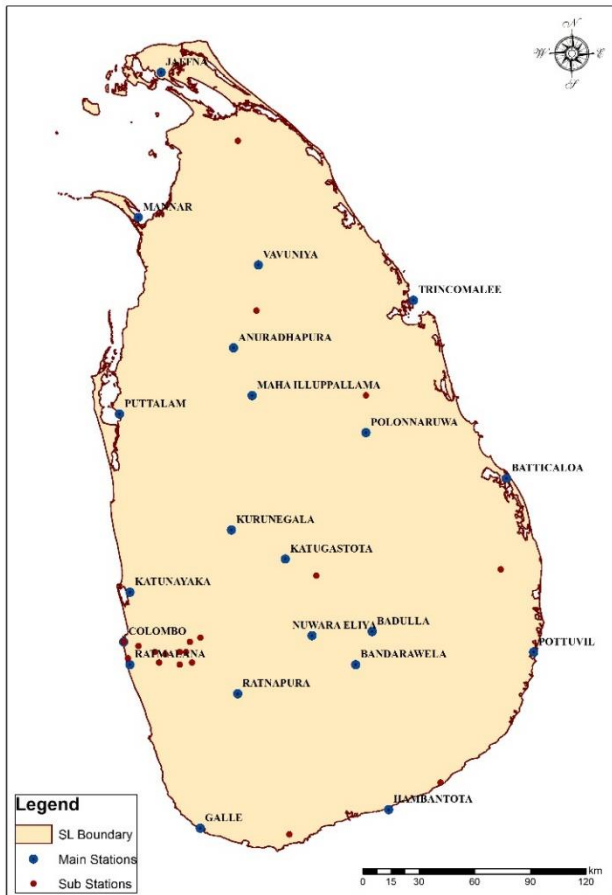 N
W E
S
JAFFNA
MANNAR
VAVUNIYA
TRINCOMALEE
ANURADHAPURA
MAHA ILLUPPALLAMA
PUTTALAM
POLONNARUWA
BATTICALOA
KURUNEGALA
KATUGASTOTA
KATUNAYAKA
COLOMBO
NUWARA ELIYA
BADULLA
RATMALANA
BANDARAWELA
POTTUVIL
RATNAPURA
HAMBANTOTA
GALLE
Legend
SL Boundary
Main Stations
Sub Stations
km
0 15 30 60 90 120